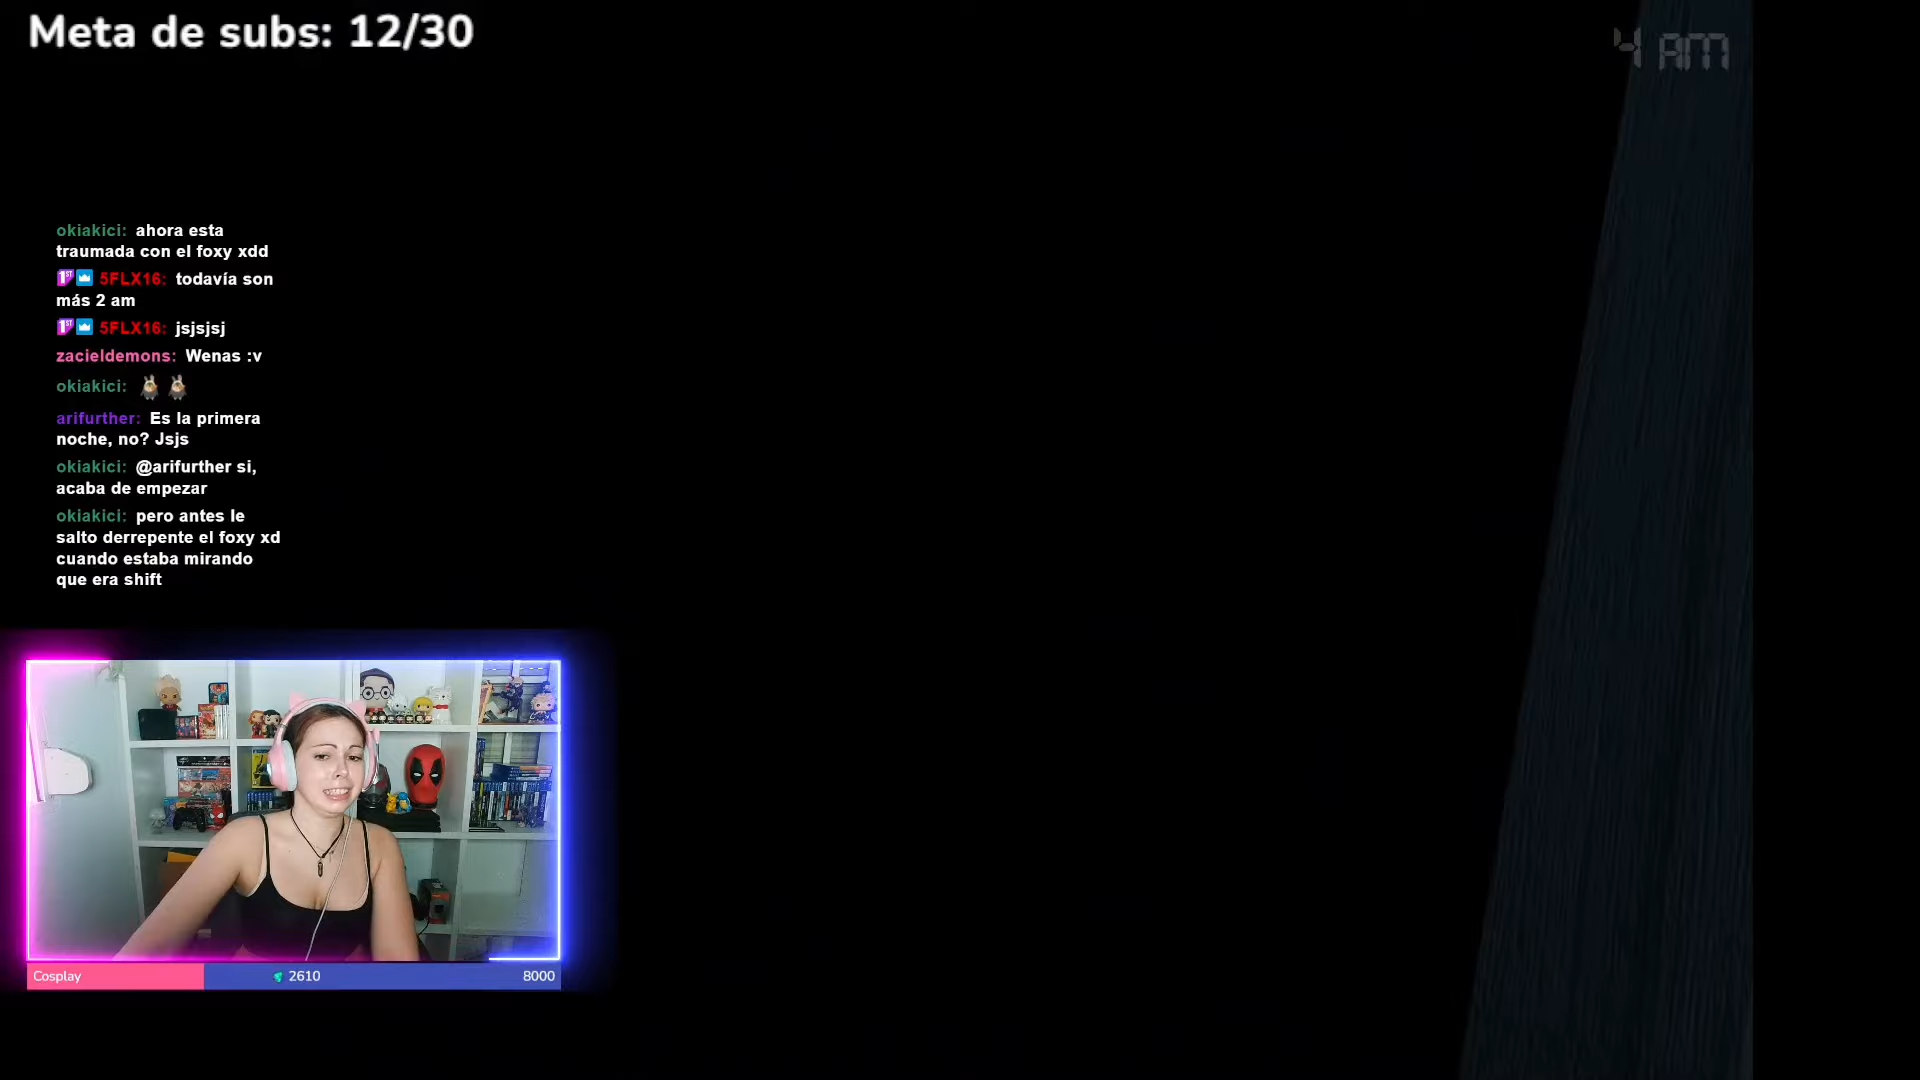 Meta de subs: 12/30
4 AM
okiakici: ahora esta
traumada con el foxy xdd
1ST 5FLX16: todavía son
más 2 am
1ST 5FLX16: jsjsjsj
zacieldemons: Wenas :v
okiakici:
arifurther: Es la primera
noche, no? Jsjs
okiakici: @arifurther si,
acaba de empezar
okiakici: pero antes le
salto derrepente el foxy xd
cuando estaba mirando
que era shift
Cosplay 2610 8000